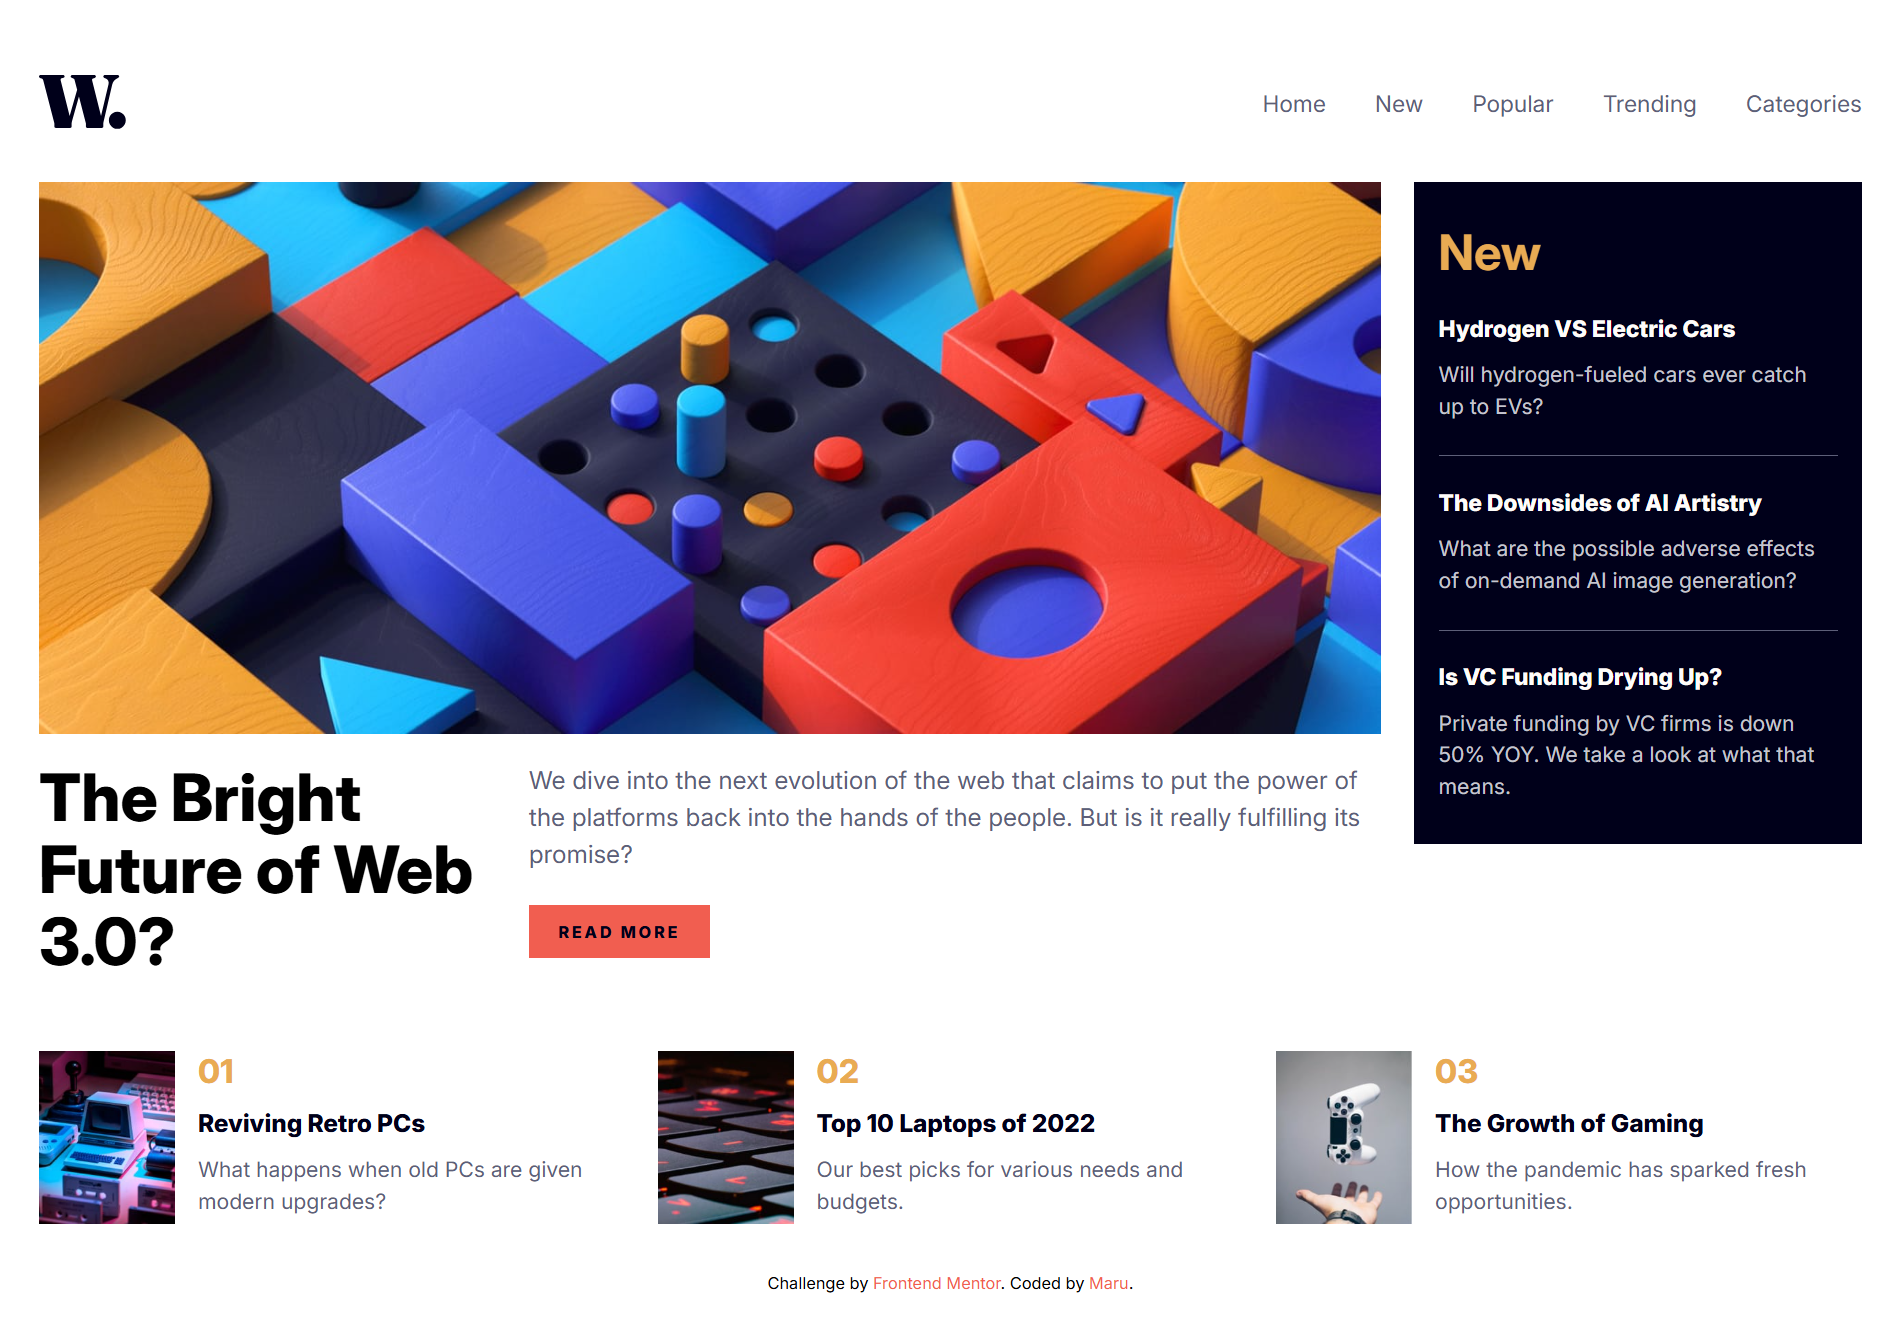 W.
Home New Popular Trending Categories
New
Hydrogen VS Electric Cars
Will hydrogen-fueled cars ever catch
up to EVs?
The Downsides of AI Artistry
What are the possible adverse effects
of on-demand AI image generation?
Is VC Funding Drying Up?
Private funding by VC firms is down
50% YOY. We take a look at what that
means.
The Bright
Future of Web
3.0?
We dive into the next evolution of the web that claims to put the power of
the platforms back into the hands of the people. But is it really fulfilling its
promise?
READ MORE
01
Reviving Retro PCs
What happens when old PCs are given
modern upgrades?
02
Top 10 Laptops of 2022
Our best picks for various needs and
budgets.
03
The Growth of Gaming
How the pandemic has sparked fresh
opportunities.
Challenge by Frontend Mentor. Coded by Maru.